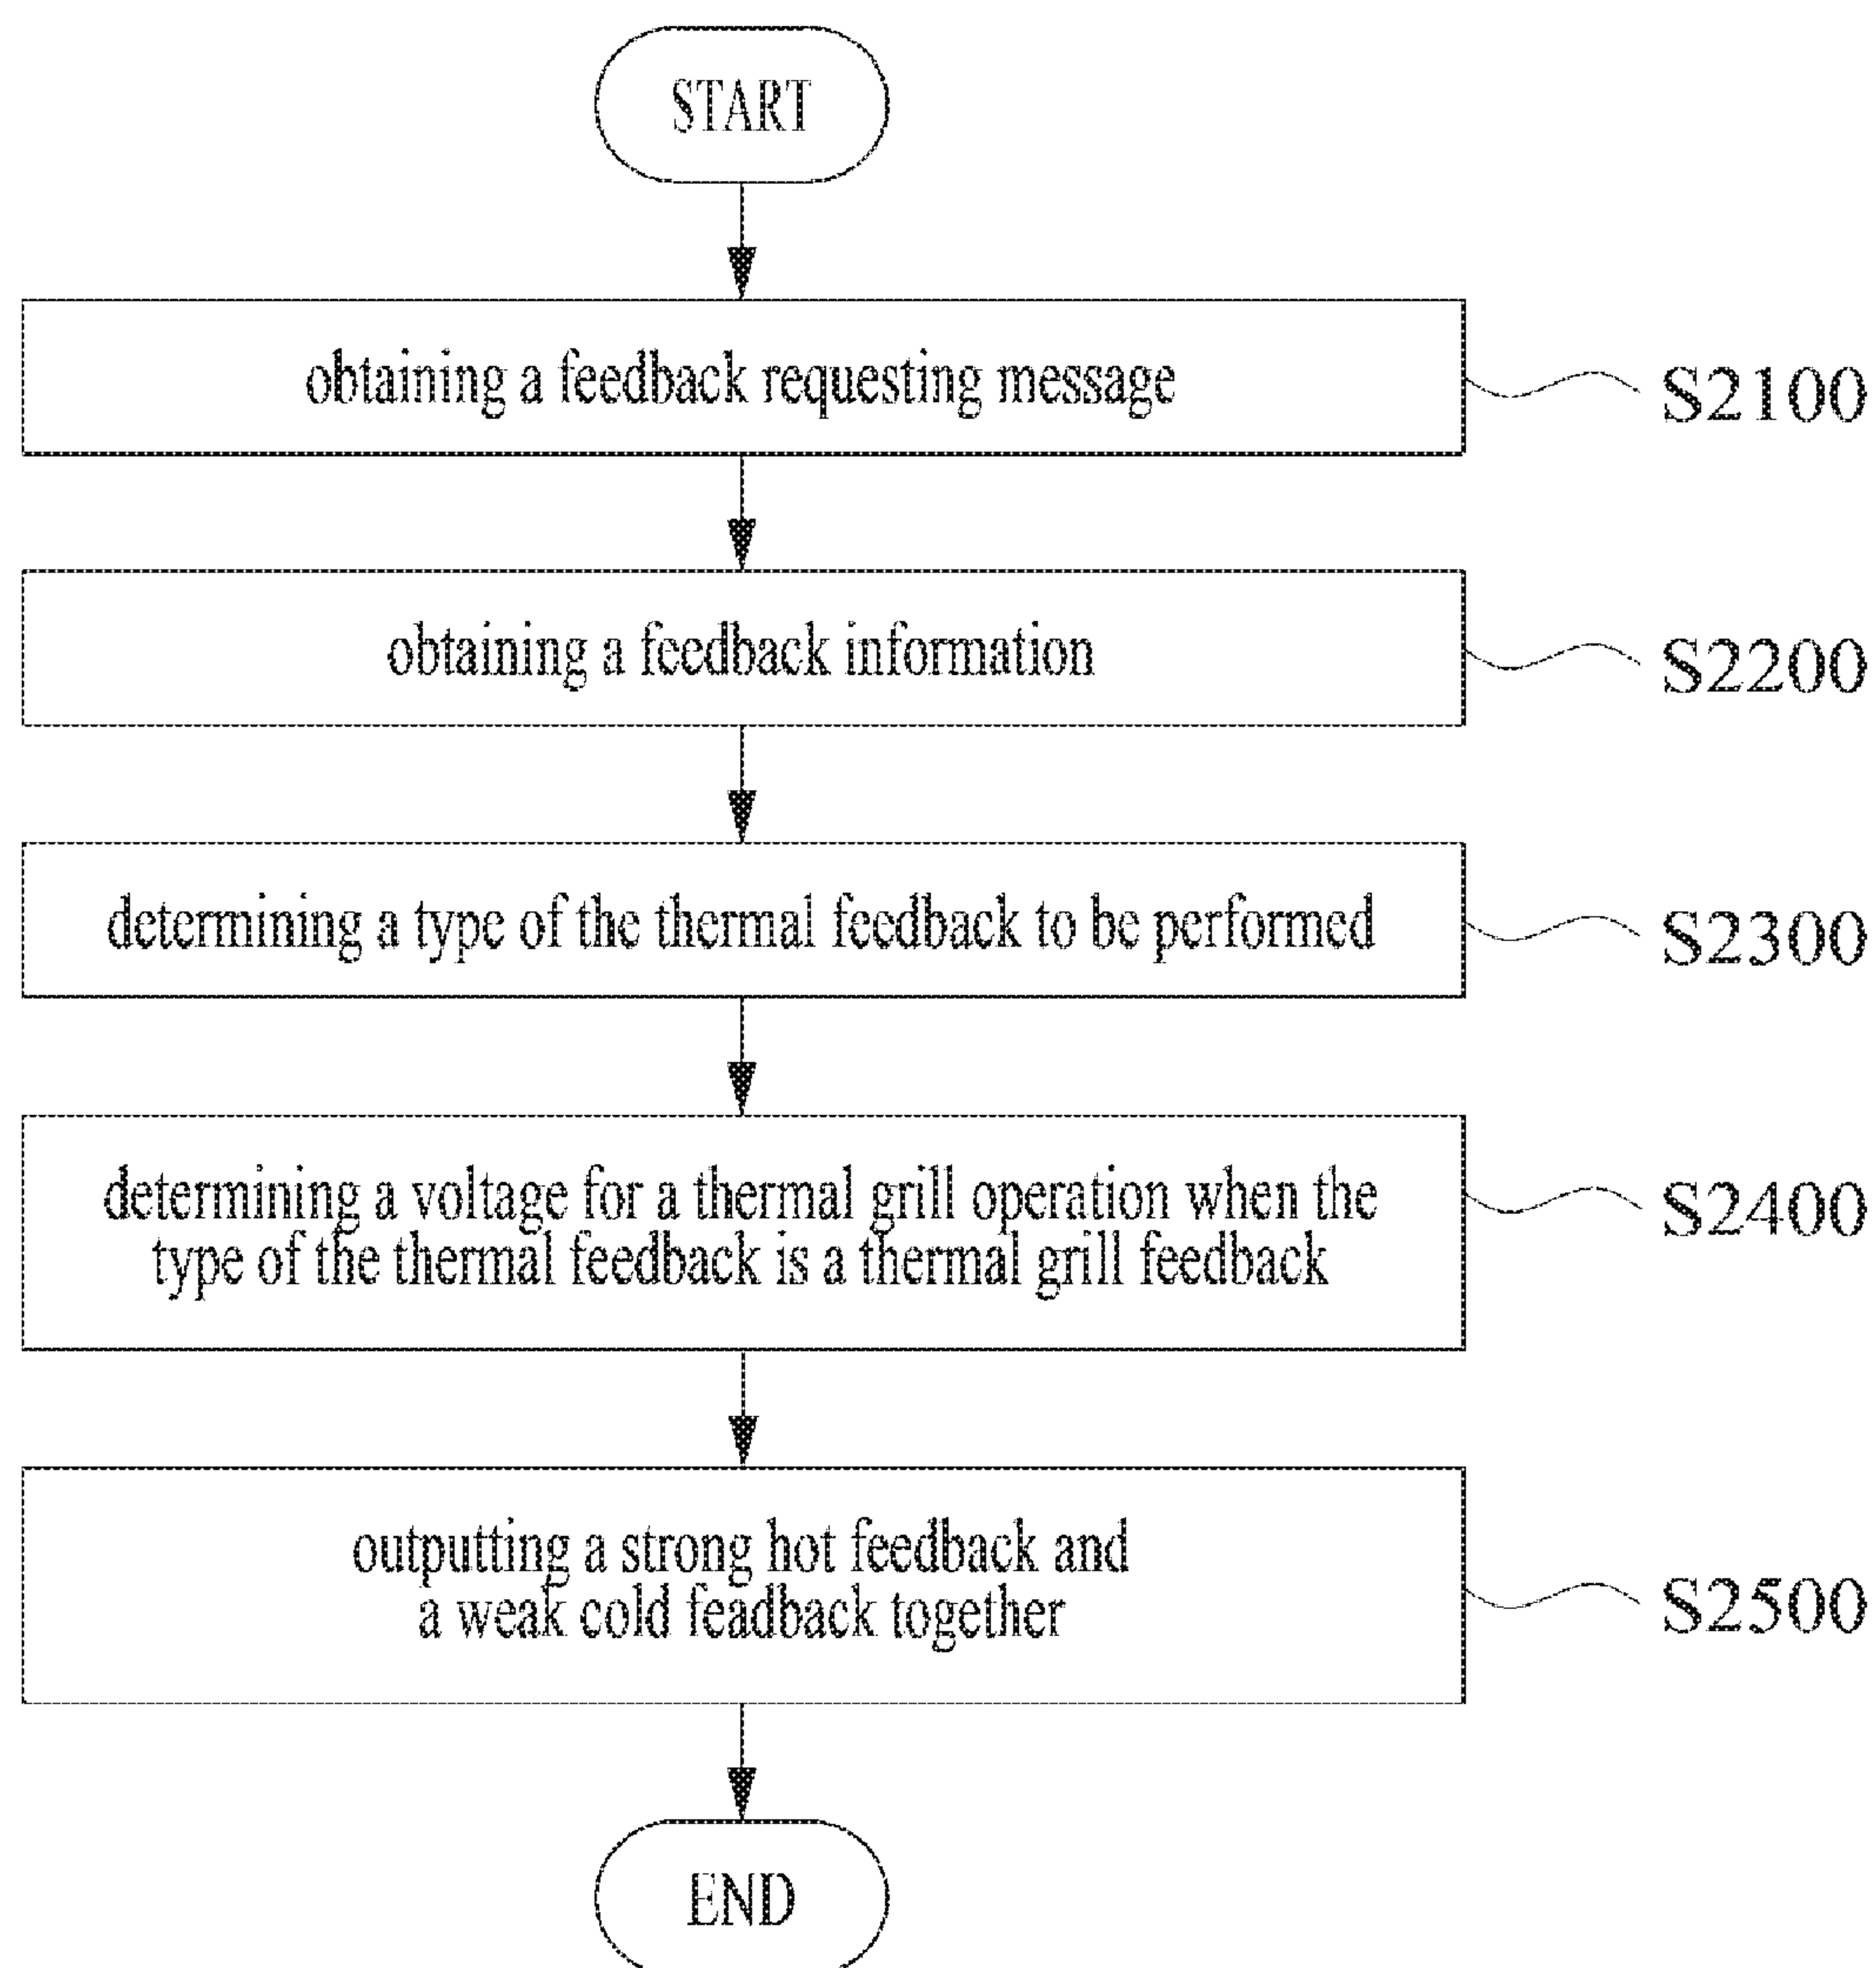 START
obtaining a feedback requesting message
S2100
obtaining a feedback information
S2200
determining a type of the thermal feedback to be performed
S2300
determining a voltage for a thermal grill operation when the
type of the thermal feedback is a thermal grill feedback
S2400
outputting a strong hot feedback and
a weak cold feadback together
S2500
END